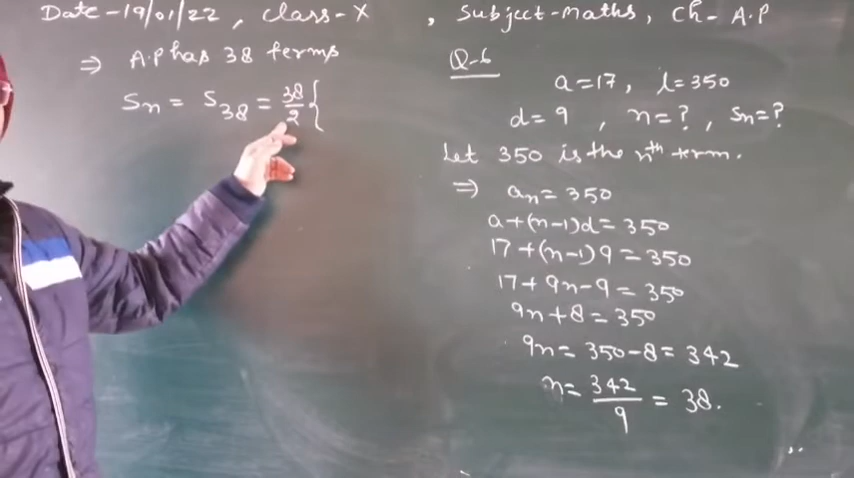 Date-19/01/22, Class-X, Subject-Maths, Ch-A.P
⇒ A.P has 38 terms
Sn = S38 = 38/2 {
Q-6
a=17, l=350
d=9, n=?, Sn=?
Let 350 is the nth term.
⇒ an = 350
a+(n-1)d = 350
17+(n-1)9 = 350
17+9n-9 = 350
9n+8 = 350
9n = 350-8 = 342
n = 342/9 = 38.